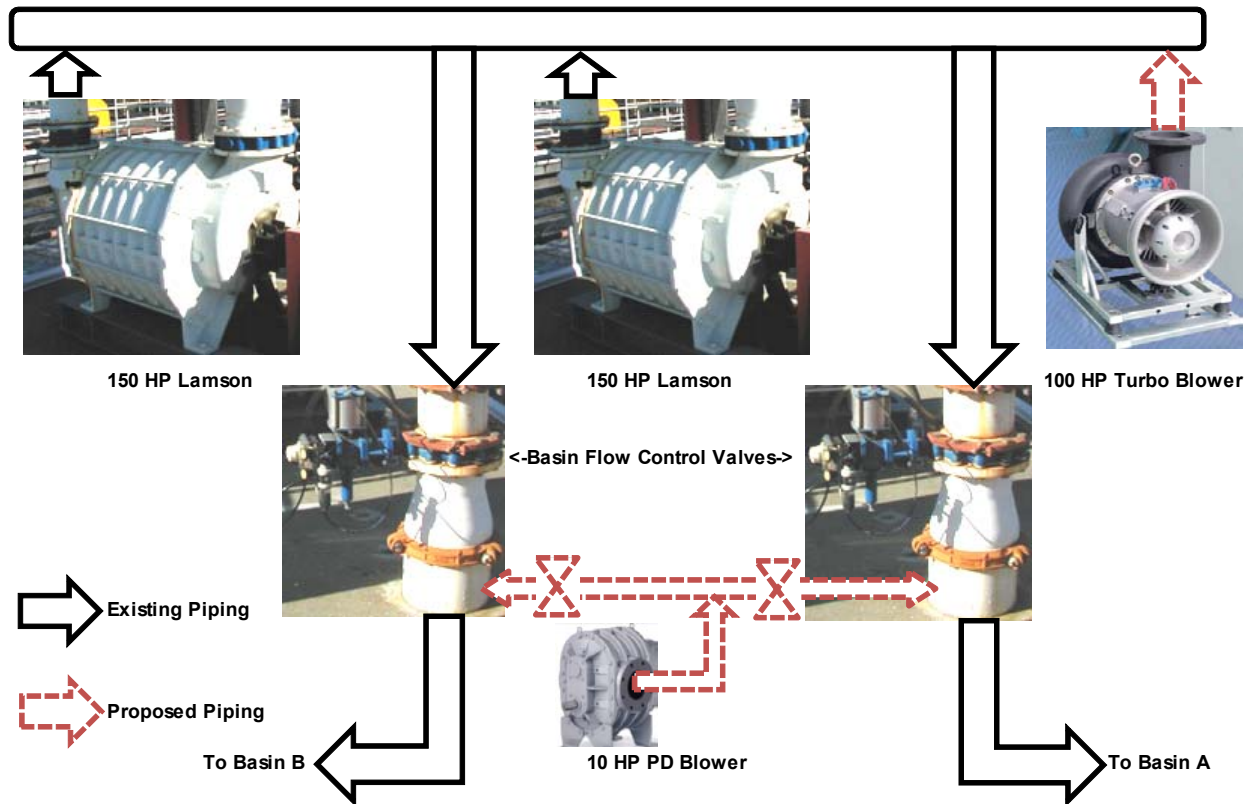 150 HP Lamson
150 HP Lamson
100 HP Turbo Blower
<-Basin Flow Control Valves->
Existing Piping
Proposed Piping
To Basin B
10 HP PD Blower
To Basin A